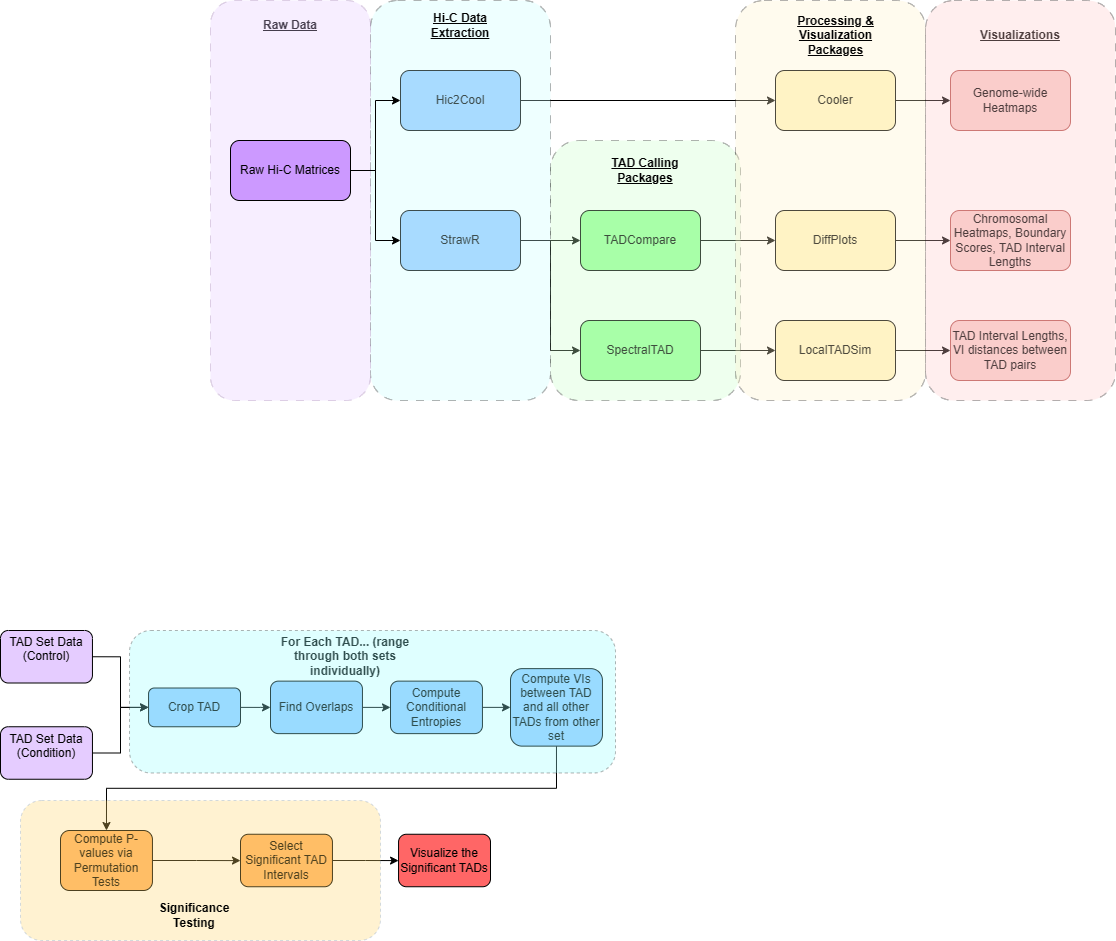 Raw Data
Hi-C Data
Extraction
Processing &
Visualization
Packages
Visualizations
Hic2Cool
Cooler
Genome-wide
Heatmaps
Raw Hi-C Matrices
TAD Calling
Packages
StrawR
TADCompare
DiffPlots
Chromosomal
Heatmaps, Boundary
Scores, TAD Interval
Lengths
SpectralTAD
LocalTADSim
TAD Interval Lengths,
VI distances between
TAD pairs
TAD Set Data
(Control)
TAD Set Data
(Condition)
For Each TAD... (range
through both sets
individually)
Crop TAD
Find Overlaps
Compute
Conditional
Entropies
Compute VIs
between TAD
and all other
TADs from other
set
Compute P-
values via
Permutation
Tests
Select
Significant TAD
Intervals
Visualize the
Significant TADs
Significance
Testing